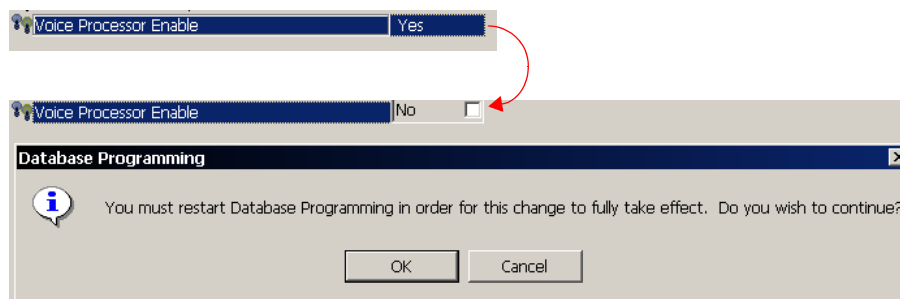 Voice Processor Enable Yes
Voice Processor Enable No
Database Programming
You must restart Database Programming in order for this change to fully take effect. Do you wish to continue?
OK Cancel